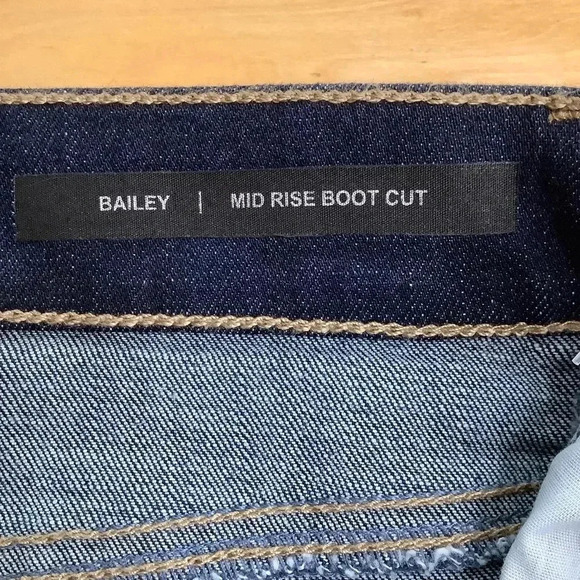 BAILEY | MID RISE BOOT CUT